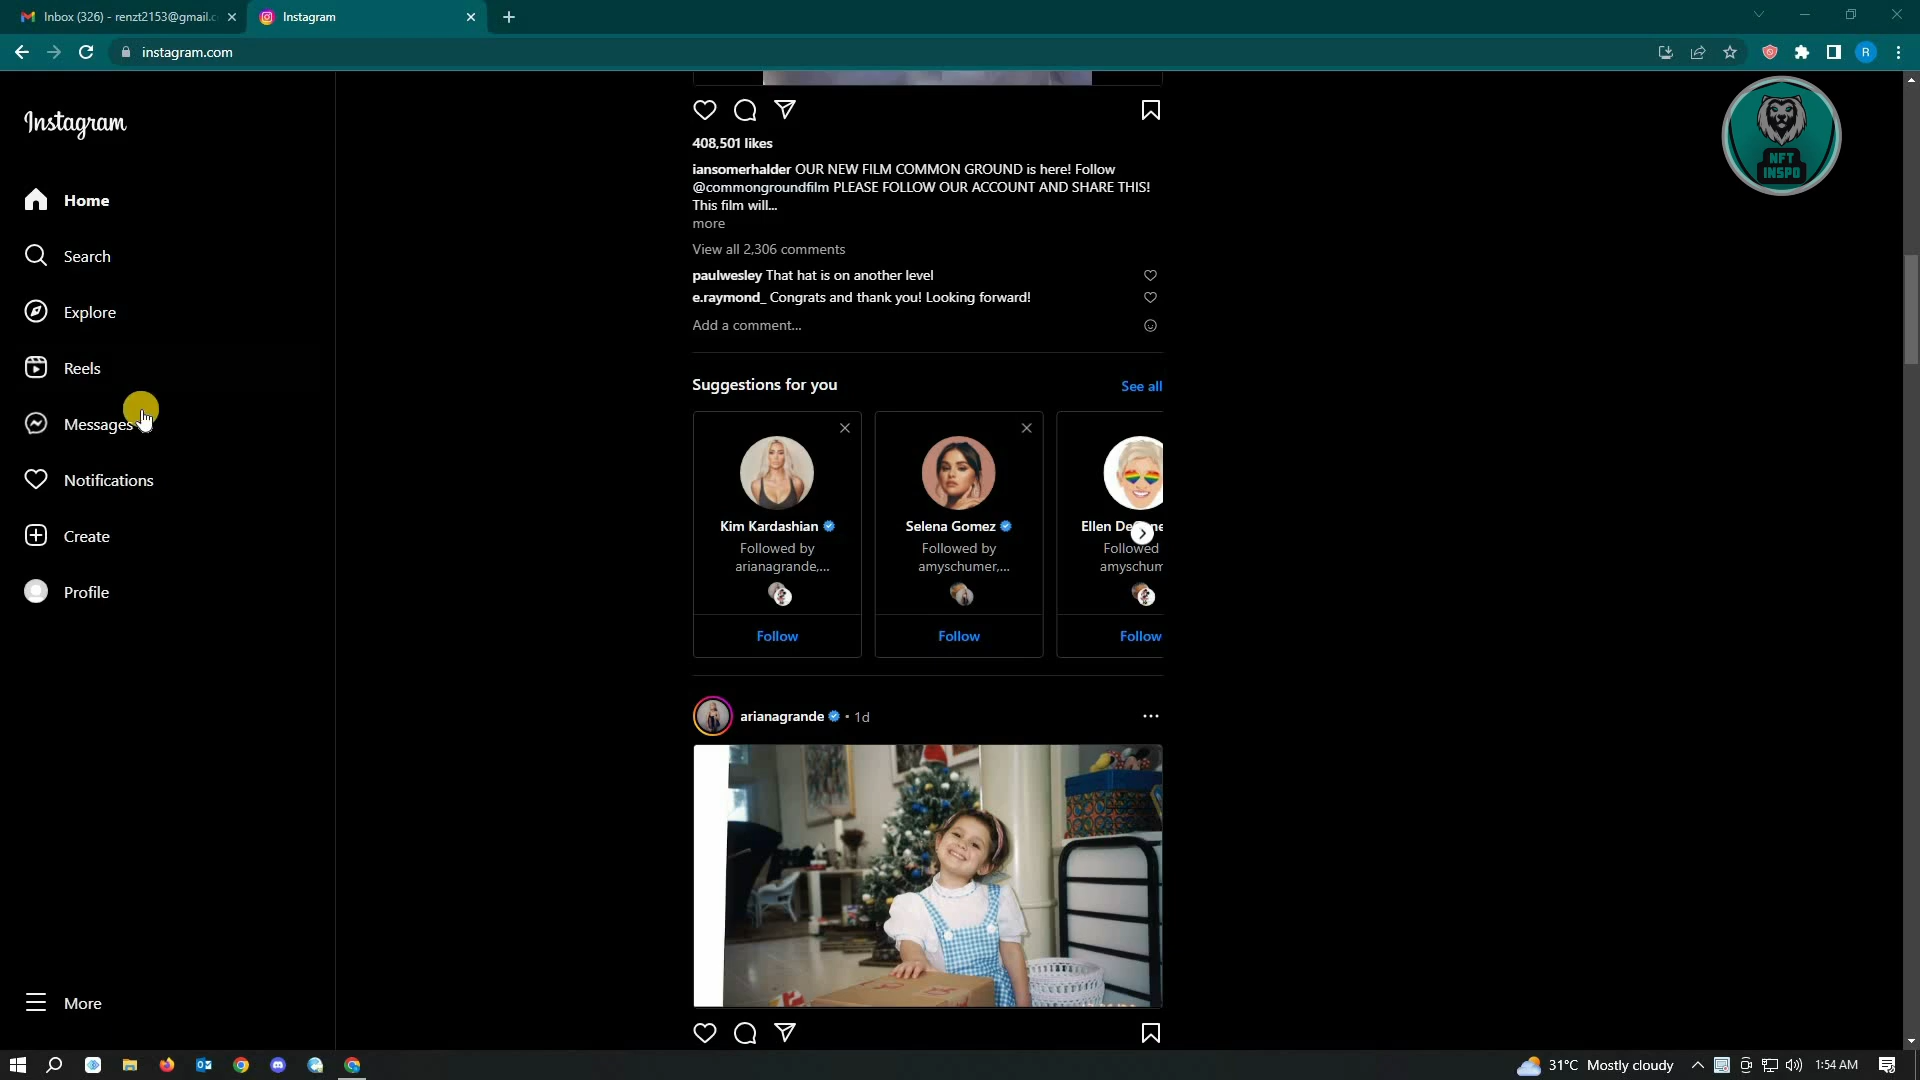 Inbox (326) - renzt2153@gmail.c
Instagram
instagram.com
Instagram
Home
Search
Explore
Reels
Messages
Notifications
Create
Profile
More
408,501 likes
iansomerhalder OUR NEW FILM COMMON GROUND is here! Follow
@commongroundfilm PLEASE FOLLOW OUR ACCOUNT AND SHARE THIS!
This film will...
more
View all 2,306 comments
paulwesley That hat is on another level
e.raymond_ Congrats and thank you! Looking forward!
Add a comment...
Suggestions for you
See all
Kim Kardashian
Followed by
arianagrande,...
Follow
Selena Gomez
Followed by
amyschumer,...
Follow
Ellen De
ne
Followed
amyschum
Follow
arianagrande • 1d
NFT
INSPO
R
31°C Mostly cloudy
1:54 AM